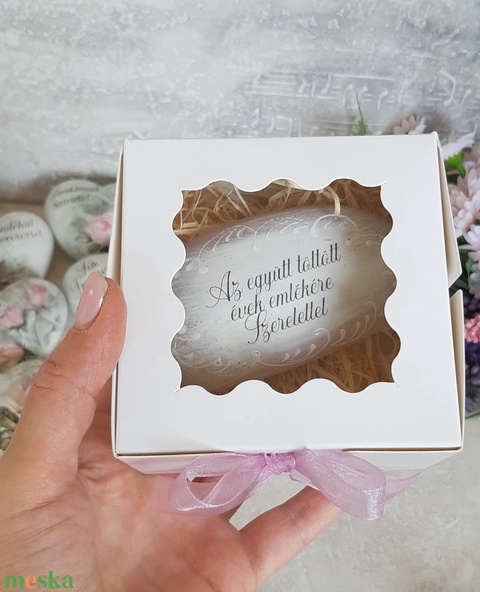 Az együtt töltött
évek emlékére
Szeretettel
meska